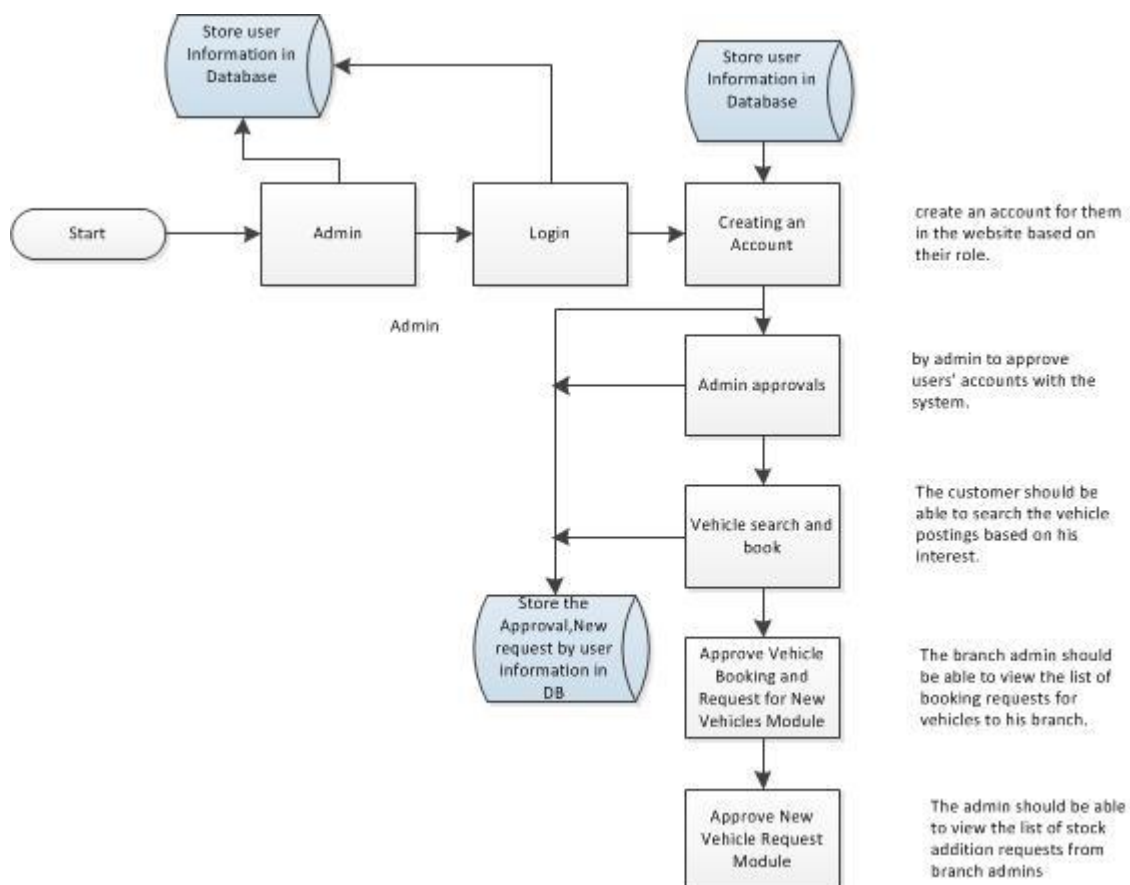 Store user
Information in
Database
Store user
Information in
Database
Start
Admin
Login
Creating an
Account
create an account for them
in the website based on
their role.
Admin
Admin approvals
by admin to approve
users' accounts with the
system.
Vehicle search and
book
The customer should be
able to search the vehicle
postings based on his
interest.
Store the
Approval,New
request by user
information in
DB
Approve Vehicle
Booking and
Request for New
Vehicles Module
The branch admin should
be able to view the list of
booking requests for
vehicles to his branch.
Approve New
Vehicle Request
Module
The admin should be able
to view the list of stock
addition requests from
branch admins